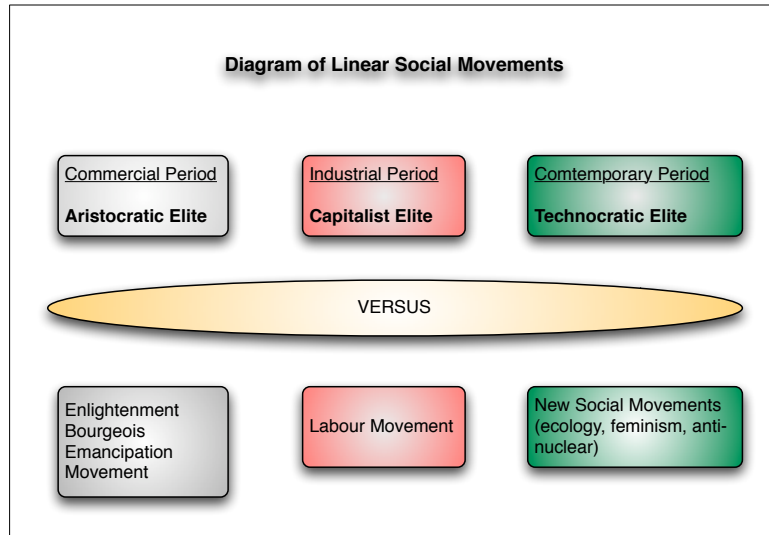 Diagram of Linear Social Movements
Commercial Period
Aristocratic Elite
Industrial Period
Capitalist Elite
Comtemporary Period
Technocratic Elite
VERSUS
Enlightenment
Bourgeois
Emancipation
Movement
Labour Movement
New Social Movements
(ecology, feminism, anti-
nuclear)